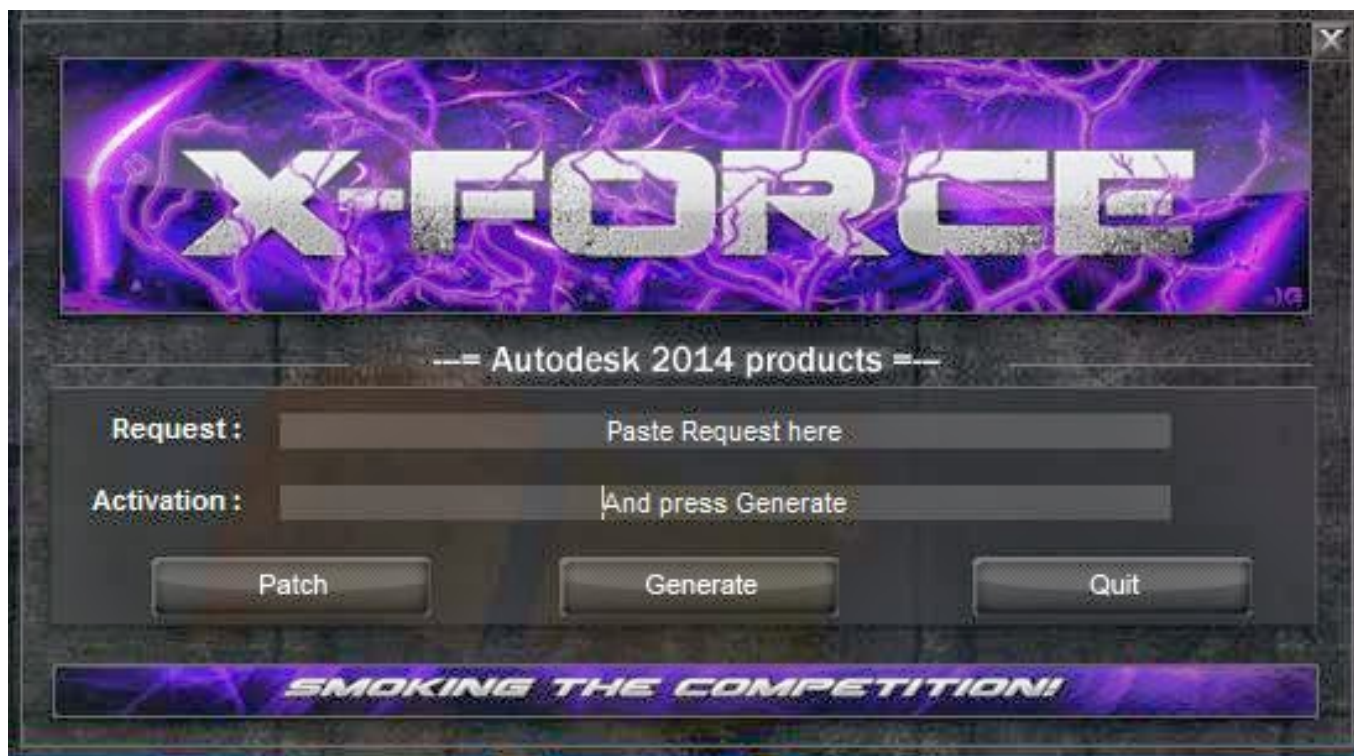 X
X-FORCE
---= Autodesk 2014 products =---
Request : Paste Request here
Activation : And press Generate
Patch Generate Quit
SMOKING THE COMPETITION!